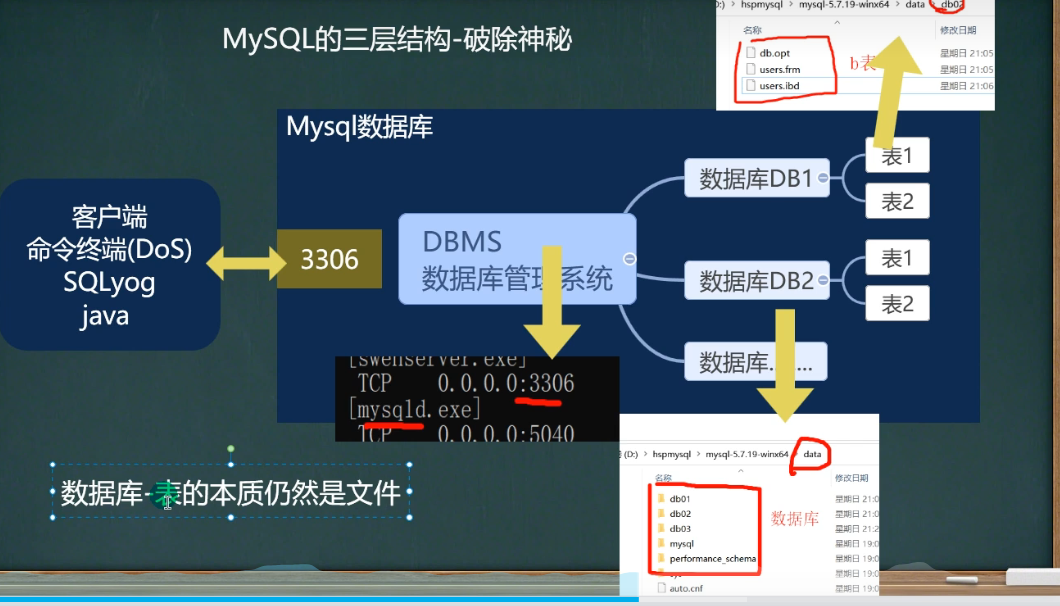 MySQL的三层结构-破除神秘
hspmysql > mysql-5.7.19-winx64 > data > db02
名称
修改日期
db.opt
星期日 21:05
users.frm
星期日 21:05
users.ibd
星期日 21:06
b表
Mysql数据库
客户端
命令终端(DoS)
SQLyog
java
3306
DBMS
数据库管理系统
数据库DB1
表1
表2
数据库DB2
表1
表2
数据库......
[swenserver.exe]
TCP 0.0.0.0:3306
[mysqld.exe]
TCP 0.0.0.0:5040
数据库-表的本质仍然是文件
(D:) > hspmysql > mysql-5.7.19-winx64 > data
名称
修改日期
db01
星期日 21:0
db02
星期日 21:0
db03
星期日 21:2
mysql
星期日 19:0
performance_schema
星期日 19:0
数据库
星期日 19:0
auto.cnf
星期日 19:0